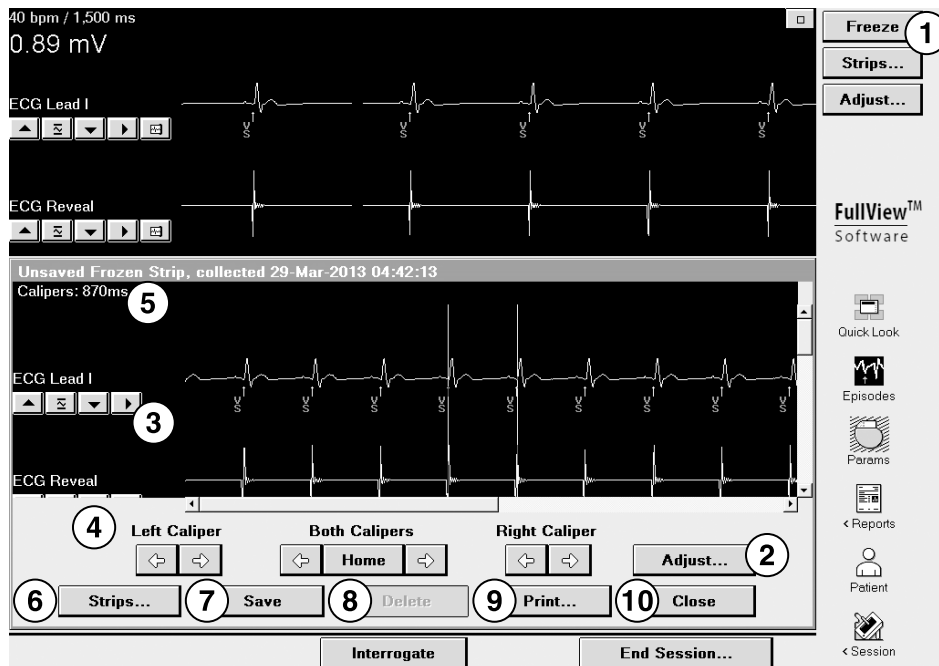 40 bpm / 1,500 ms
0.89 mV
ECG Lead I
V
S
V
S
V
S
V
S
V
S
ECG Reveal
Freeze
1
Strips...
Adjust...
FullView™
Software
Unsaved Frozen Strip, collected 29-Mar-2013 04:42:13
Calipers: 870ms
5
ECG Lead I
3
V
S
V
S
V
S
V
S
V
S
V
S
V
S
V
S
V
S
ECG Reveal
4
Left Caliper
Both Calipers
Home
Right Caliper
Adjust...
2
6
Strips...
7
Save
8
Delete
9
Print...
10
Close
Quick Look
Episodes
Params
< Reports
Patient
< Session
Interrogate
End Session...